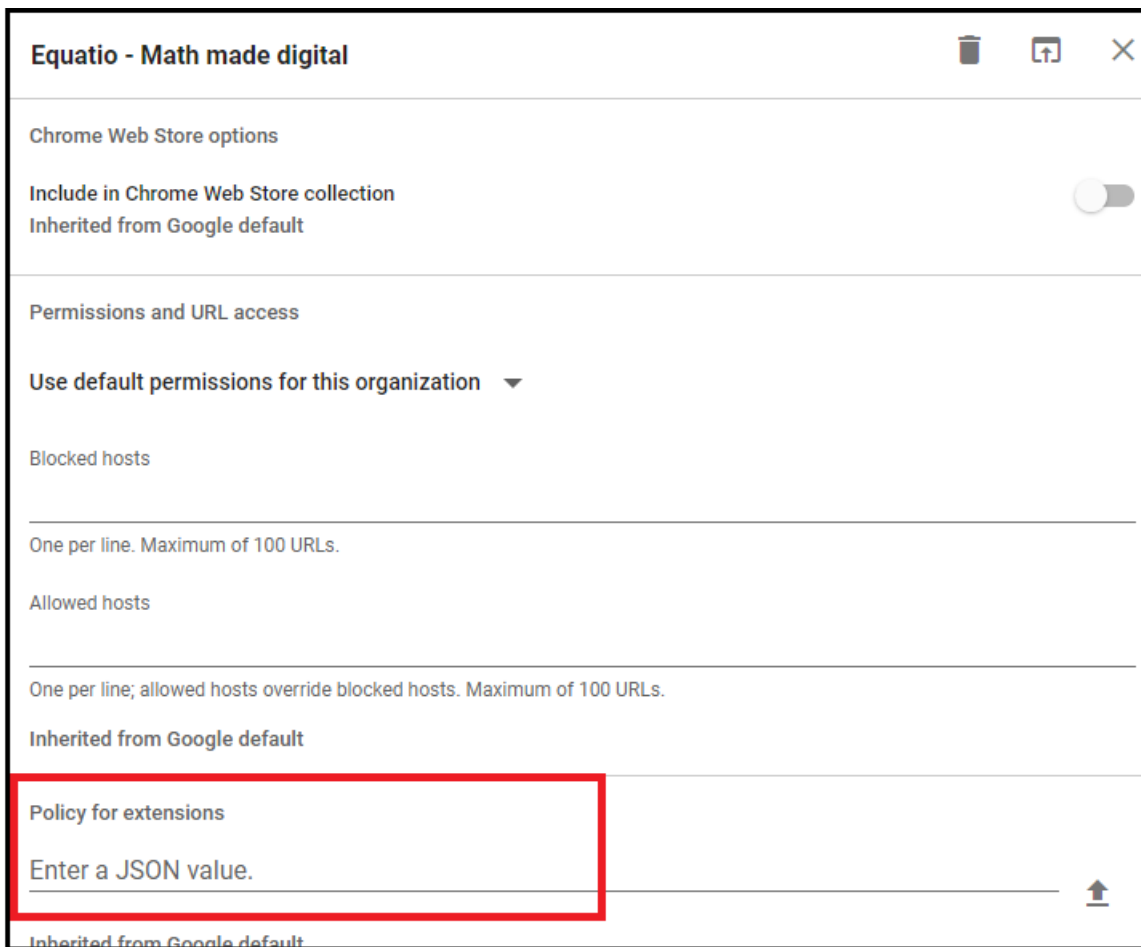 Equatio - Math made digital
Chrome Web Store options
Include in Chrome Web Store collection
Inherited from Google default
Permissions and URL access
Use default permissions for this organization
Blocked hosts
One per line. Maximum of 100 URLs.
Allowed hosts
One per line; allowed hosts override blocked hosts. Maximum of 100 URLs.
Inherited from Google default
Policy for extensions
Enter a JSON value.
Inherited from Google default